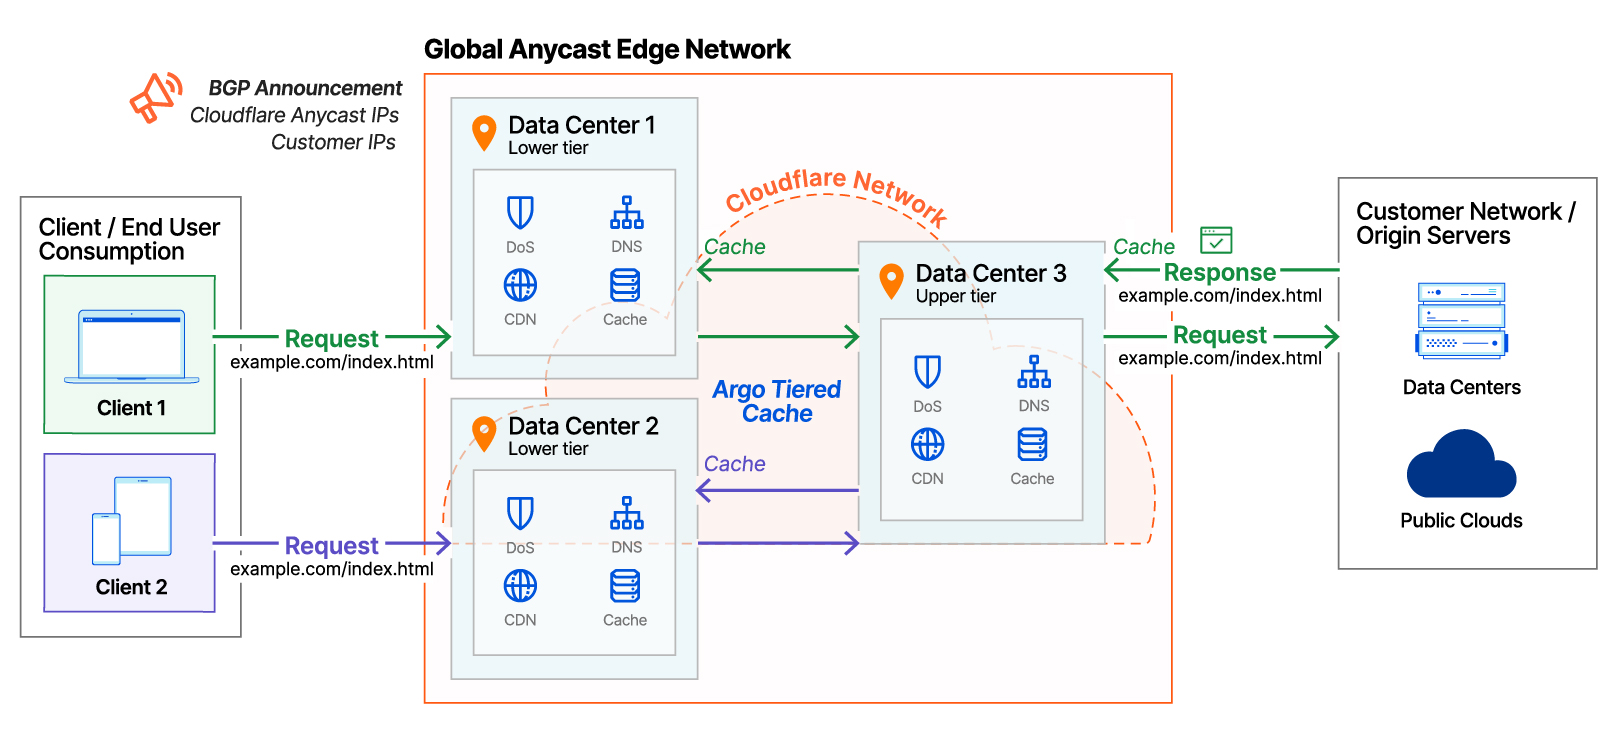 Global Anycast Edge Network
BGP Announcement
Cloudflare Anycast IPs
Customer IPs
Client / End User
Consumption
Client 1
Client 2
Request
example.com/index.html
Request
example.com/index.html
Data Center 1
Lower tier
DoS
DNS
CDN
Cache
Data Center 2
Lower tier
DoS
DNS
CDN
Cache
Cloudflare Network
Cache
Argo Tiered
Cache
Cache
Data Center 3
Upper tier
DoS
DNS
CDN
Cache
Cache
Response
example.com/index.html
Request
example.com/index.html
Customer Network /
Origin Servers
Data Centers
Public Clouds